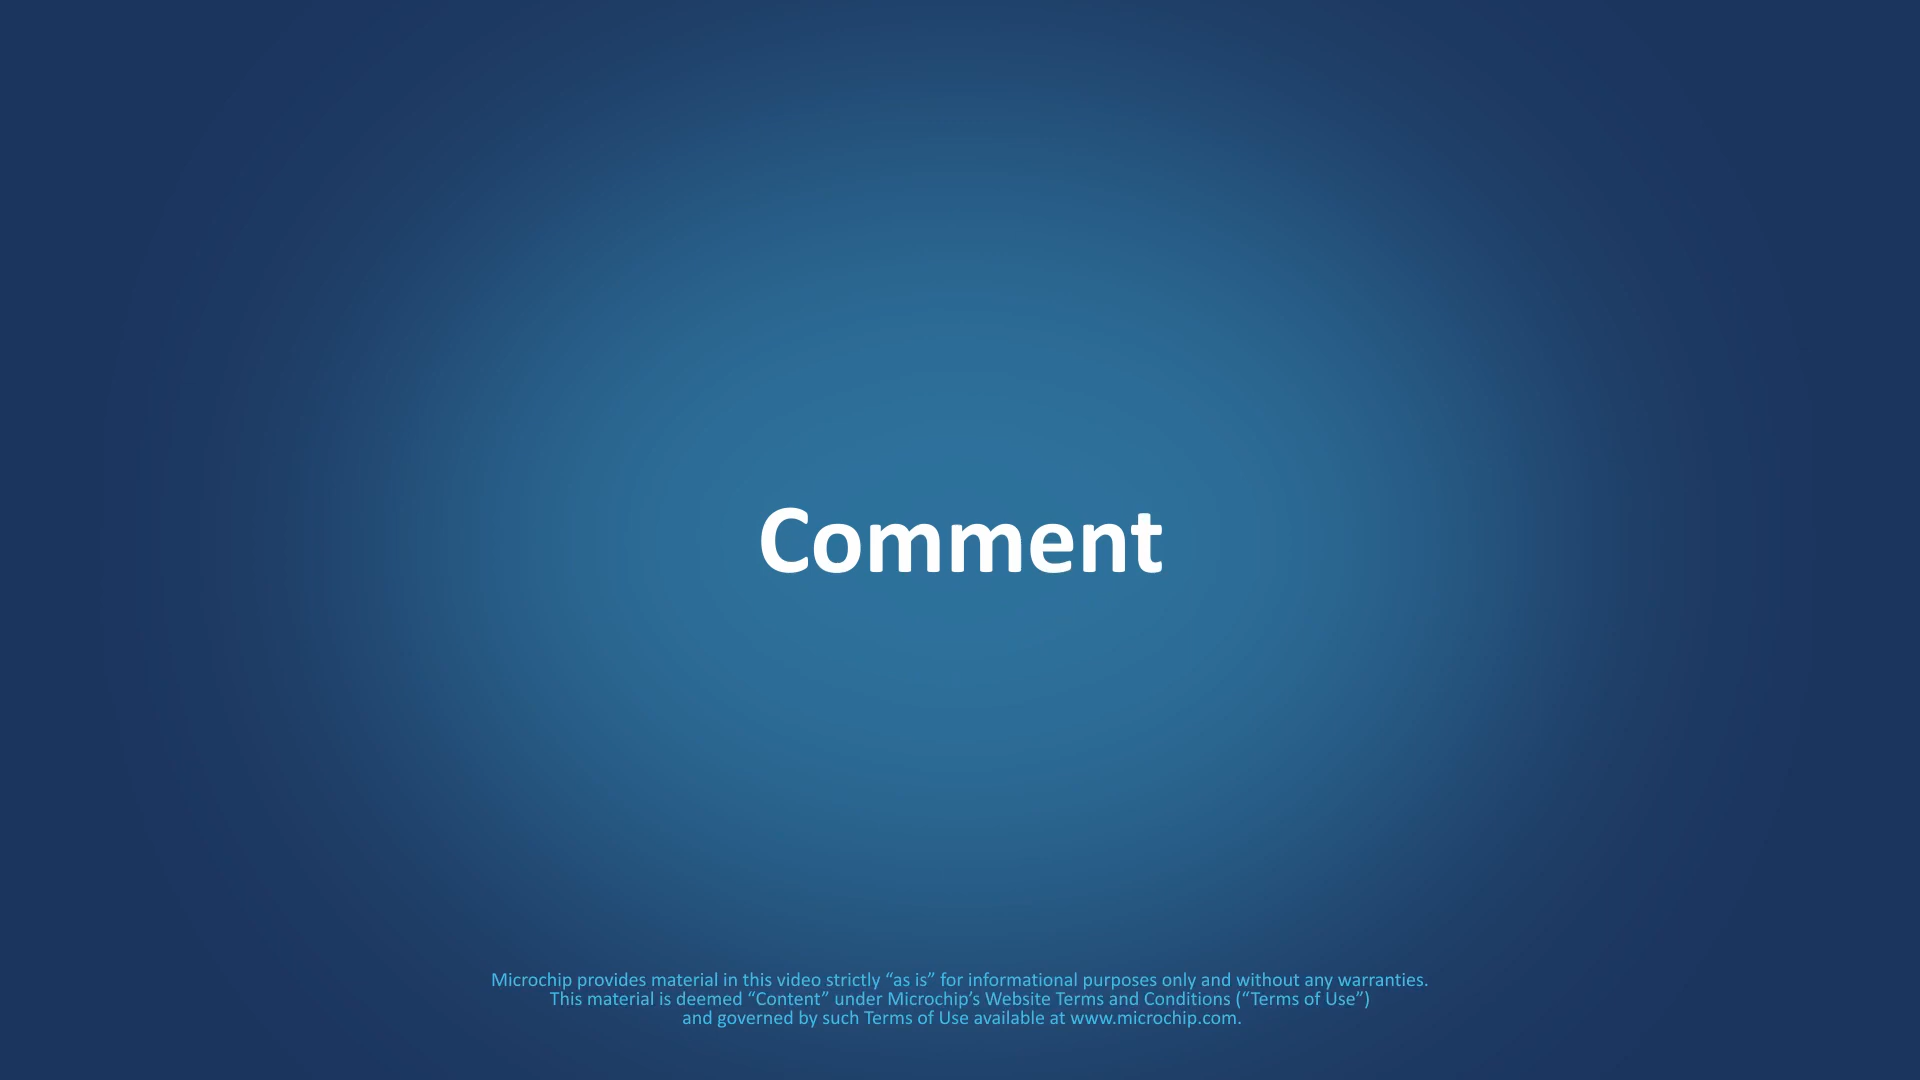 Comment
Microchip provides material in this video strictly “as is” for informational purposes only and without any warranties.
This material is deemed “Content” under Microchip’s Website Terms and Conditions (“Terms of Use”)
and governed by such Terms of Use available at www.microchip.com.